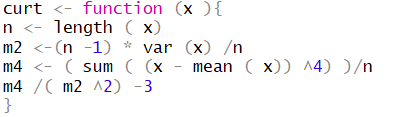 curt <- function (x ){
n <- length ( x)
m2 <-(n -1) * var (x) /n
m4 <- ( sum ( (x - mean ( x)) ^4) )/n
m4 /( m2 ^2) -3
}